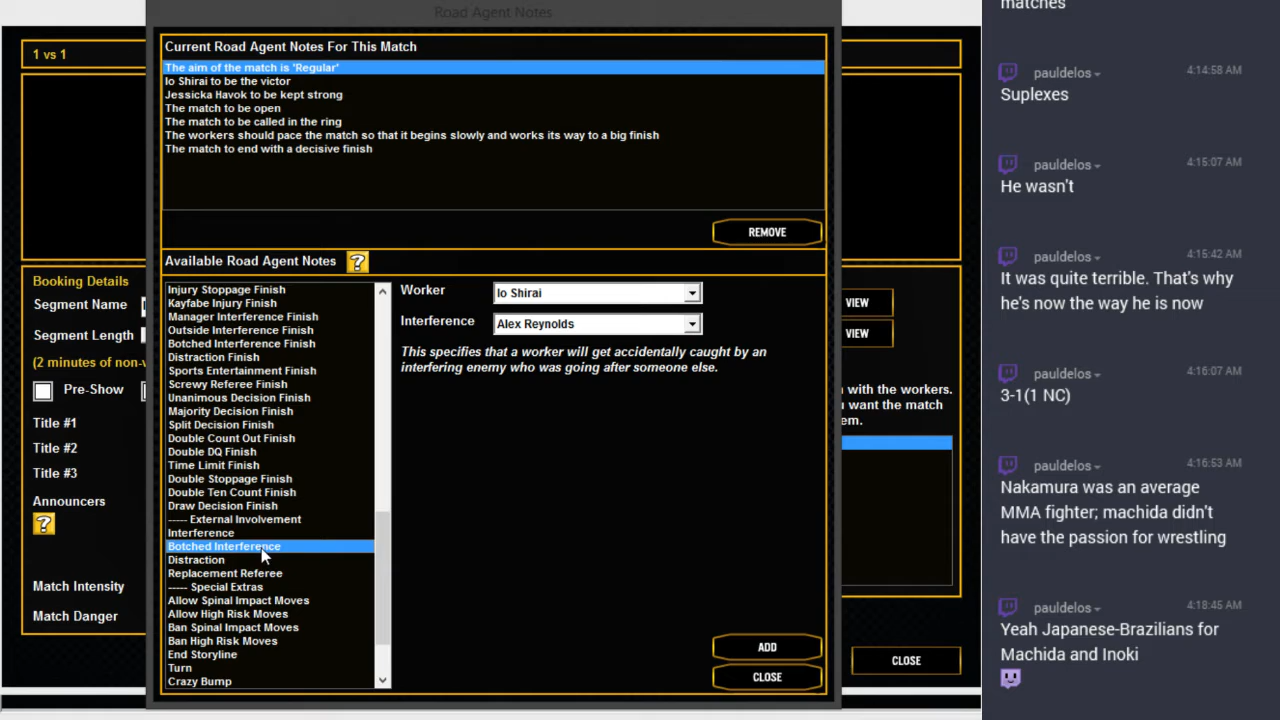 Road Agent Notes
Current Road Agent Notes For This Match
The aim of the match is 'Regular'
Io Shirai to be the victor
Jessicka Havok to be kept strong
The match to be open
The match to be called in the ring
The workers should pace the match so that it begins slowly and works its way to a big finish
The match to end with a decisive finish
REMOVE
Available Road Agent Notes ?
Injury Stoppage Finish
Kayfabe Injury Finish
Manager Interference Finish
Outside Interference Finish
Botched Interference Finish
Distraction Finish
Sports Entertainment Finish
Screwy Referee Finish
Unanimous Decision Finish
Majority Decision Finish
Split Decision Finish
Double Count Out Finish
Double DQ Finish
Time Limit Finish
Double Stoppage Finish
Double Ten Count Finish
Draw Decision Finish
----- External Involvement
Interference
Botched Interference
Distraction
Replacement Referee
----- Special Extras
Allow Spinal Impact Moves
Allow High Risk Moves
Ban Spinal Impact Moves
Ban High Risk Moves
End Storyline
Turn
Crazy Bump
Worker Io Shirai
Interference Alex Reynolds
This specifies that a worker will get accidentally caught by an
interfering enemy who was going after someone else.
ADD
CLOSE
1 vs 1
Booking Details
Segment Name
Segment Length
(2 minutes of non-
Pre-Show
Title #1
Title #2
Title #3
Announcers
?
Match Intensity
Match Danger
VIEW
VIEW
with the workers.
want the match
em.
CLOSE
matches
pauldelos 4:14:58 AM
Suplexes
pauldelos 4:15:07 AM
He wasn't
pauldelos 4:15:42 AM
It was quite terrible. That's why
he's now the way he is now
pauldelos 4:16:07 AM
3-1(1 NC)
pauldelos 4:16:53 AM
Nakamura was an average
MMA fighter; machida didn't
have the passion for wrestling
pauldelos 4:18:45 AM
Yeah Japanese-Brazilians for
Machida and Inoki